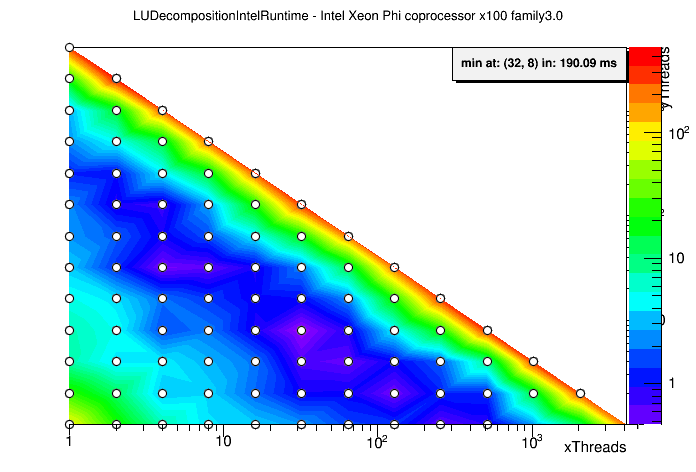 LUDecompositionIntelRuntime - Intel Xeon Phi coprocessor x100 family3.0
min at: (32, 8) in: 190.09 ms
yThreads
10²
10
1
1
10
10²
10³
xThreads